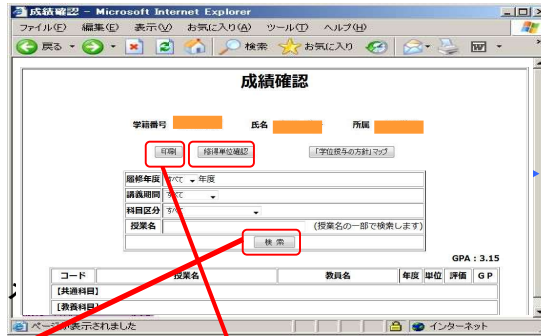 成績確認 - Microsoft Internet Explorer
ファイル(F) 編集(E) 表示(V) お気に入り(A) ツール(T) ヘルプ(H)
戻る 検索 お気に入り
成績確認
学籍番号 氏名 所属
印刷 修得単位確認 「学位授与の方針」マップ
履修年度 すべて 年度
講義期間 すべて
科目区分 すべて
授業名 (授業名の一部で検索します)
検索
GPA : 3.15
コード 授業名 教員名 年度 単位 評価 GP
【共通科目】
【教養科目】
ページが表示されました インターネット